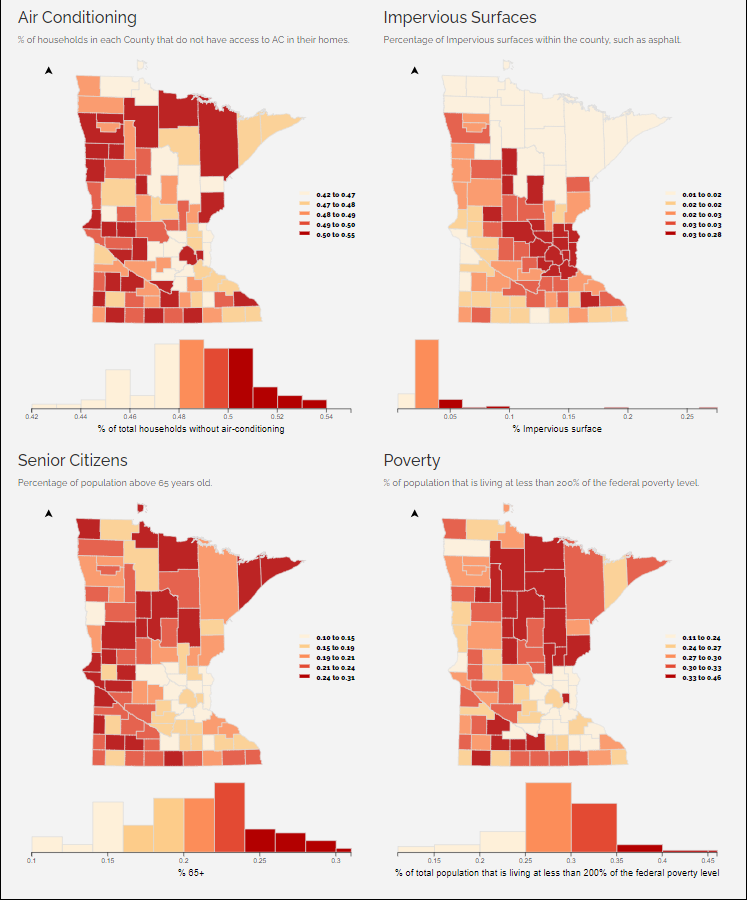 Air Conditioning
% of households in each County that do not have access to AC in their homes.
0.42 to 0.47
0.47 to 0.48
0.48 to 0.49
0.49 to 0.50
0.50 to 0.55
0.42 0.44 0.46 0.48 0.5 0.52 0.54
% of total households without air-conditioning
Impervious Surfaces
Percentage of Impervious surfaces within the county, such as asphalt.
0.01 to 0.02
0.02 to 0.02
0.02 to 0.03
0.03 to 0.03
0.03 to 0.28
0.05 0.1 0.15 0.2 0.25
% Impervious surface
Senior Citizens
Percentage of population above 65 years old.
0.10 to 0.15
0.15 to 0.19
0.19 to 0.21
0.21 to 0.24
0.24 to 0.31
0.1 0.15 0.2 0.25 0.3
% 65+
Poverty
% of population that is living at less than 200% of the federal poverty level.
0.11 to 0.24
0.24 to 0.27
0.27 to 0.30
0.30 to 0.33
0.33 to 0.46
0.15 0.2 0.25 0.3 0.35 0.4 0.45
% of total population that is living at less than 200% of the federal poverty level